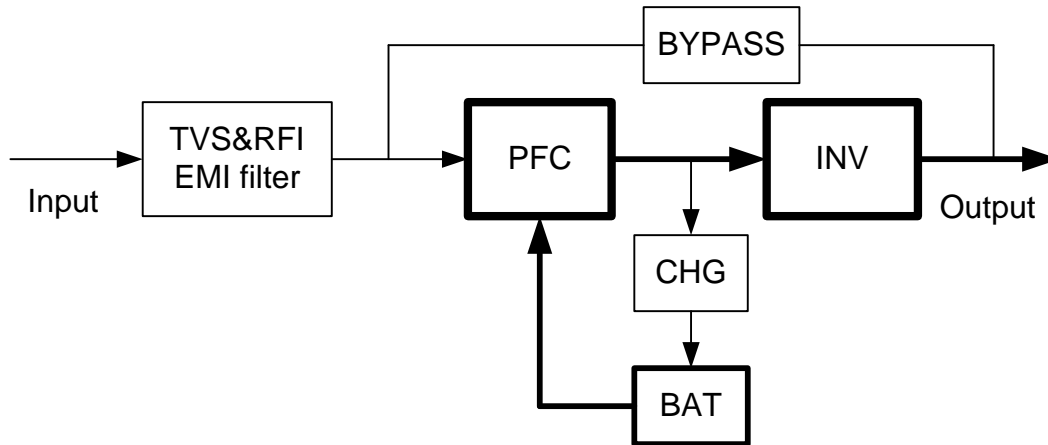 BYPASS
TVS&RFI
EMI filter
PFC
INV
Input
Output
CHG
BAT